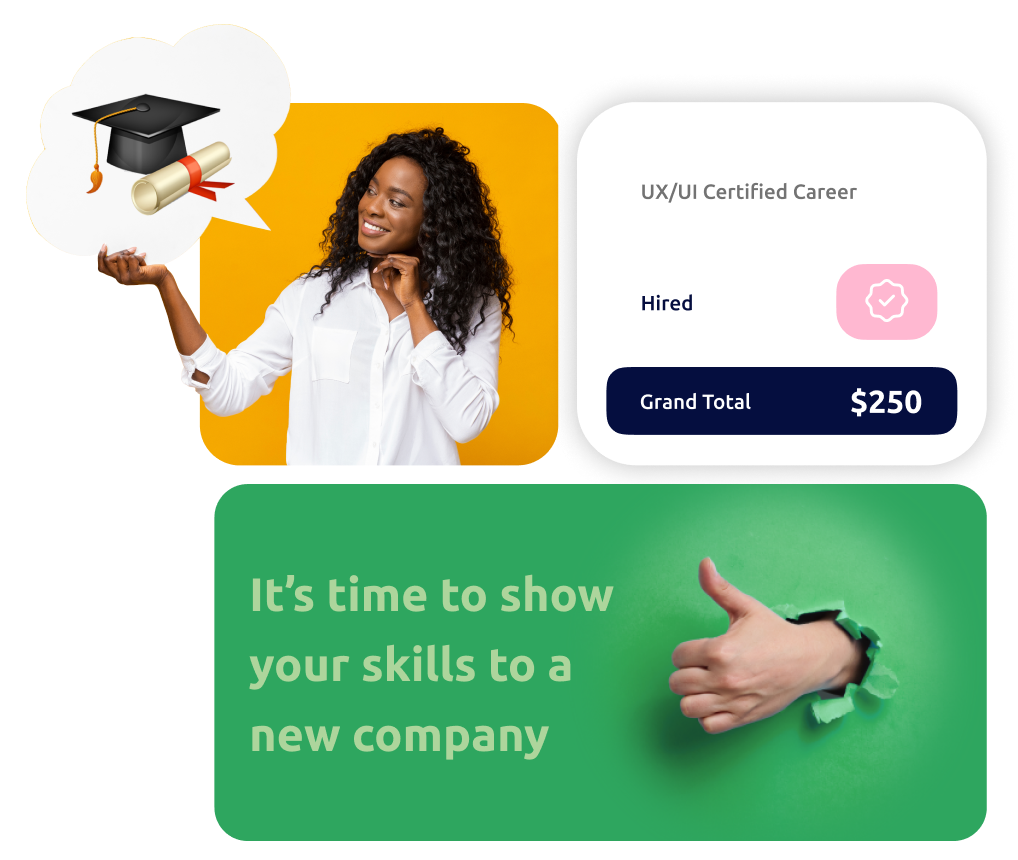 UX/UI Certified Career
Hired
Grand Total $250
It’s time to show
your skills to a
new company